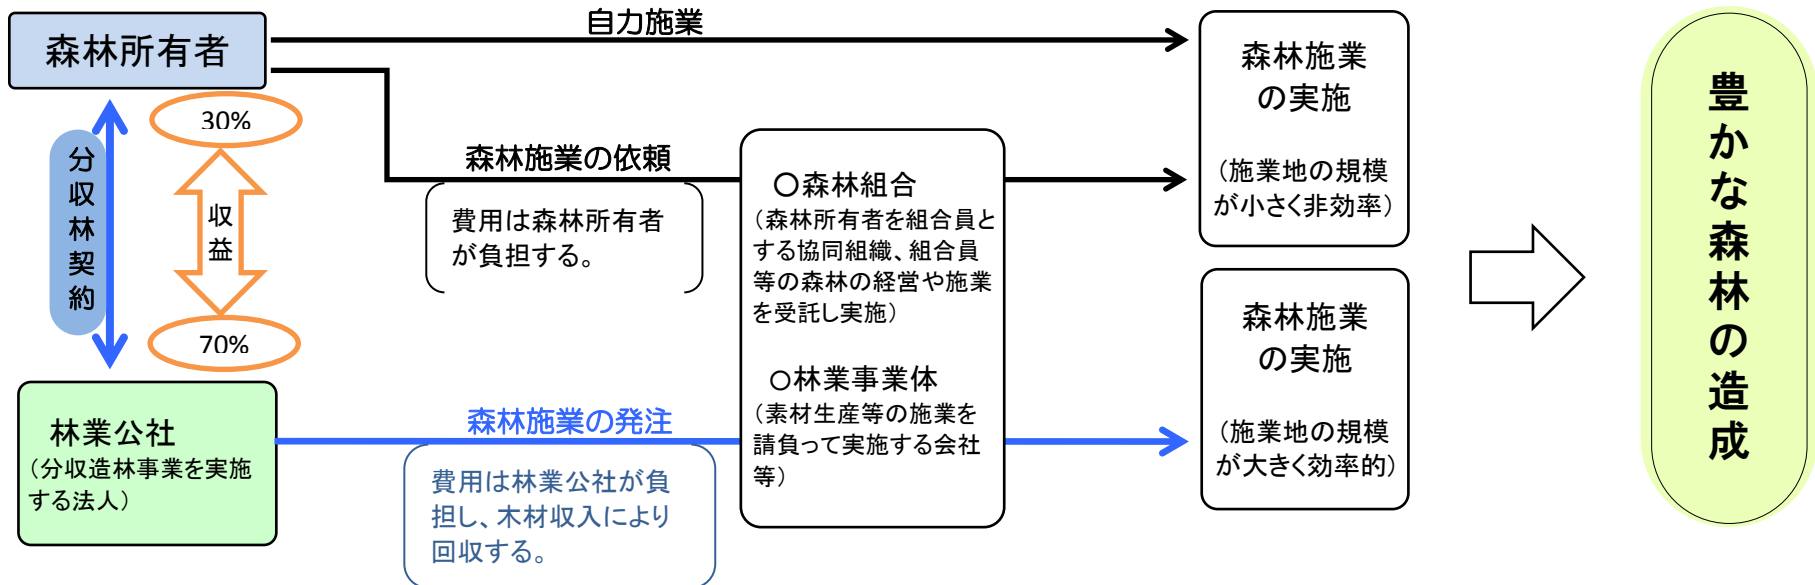 森林所有者
自力施業
30%
分収林契約
収益
70%
林業公社
(分収造林事業を実施
する法人)
森林施業の依頼
費用は森林所有者
が負担する。
森林施業の発注
費用は林業公社が負
担し、木材収入により
回収する。
○森林組合
(森林所有者を組合員と
する協同組織、組合員
等の森林の経営や施業
を受託し実施)
○林業事業体
(素材生産等の施業を
請負って実施する会社
等)
森林施業
の実施
(施業地の規模
が小さく非効率)
森林施業
の実施
(施業地の規模
が大きく効率的)
豊かな森林の造成